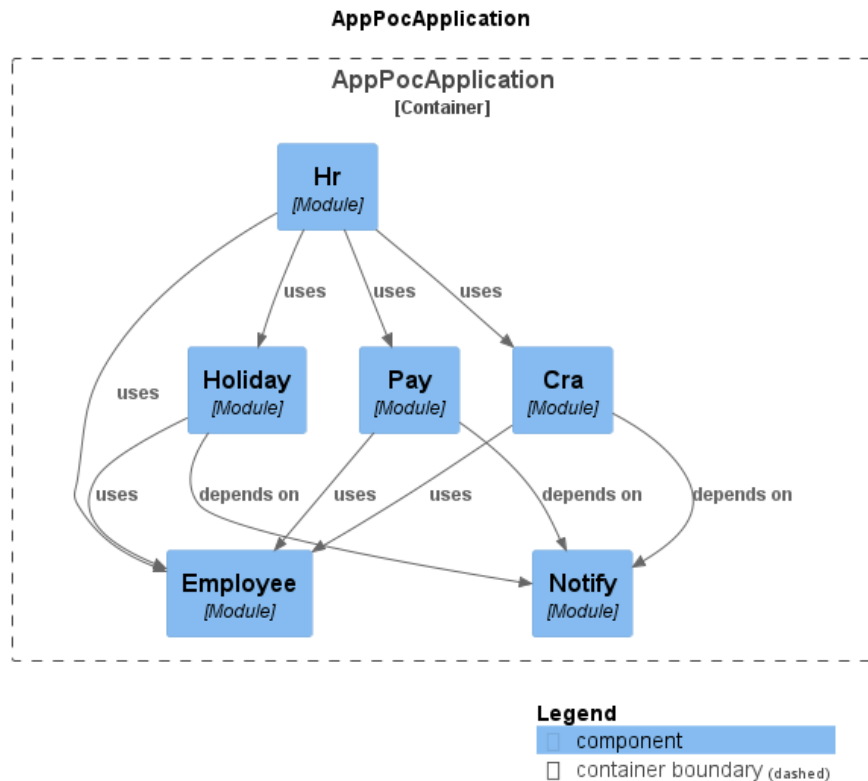 AppPocApplication
AppPocApplication
[Container]
Hr
[Module]
uses
uses
uses
uses
Holiday
[Module]
Pay
[Module]
Cra
[Module]
uses
depends on
uses
uses
depends on
depends on
Employee
[Module]
Notify
[Module]
Legend
component
container boundary (dashed)